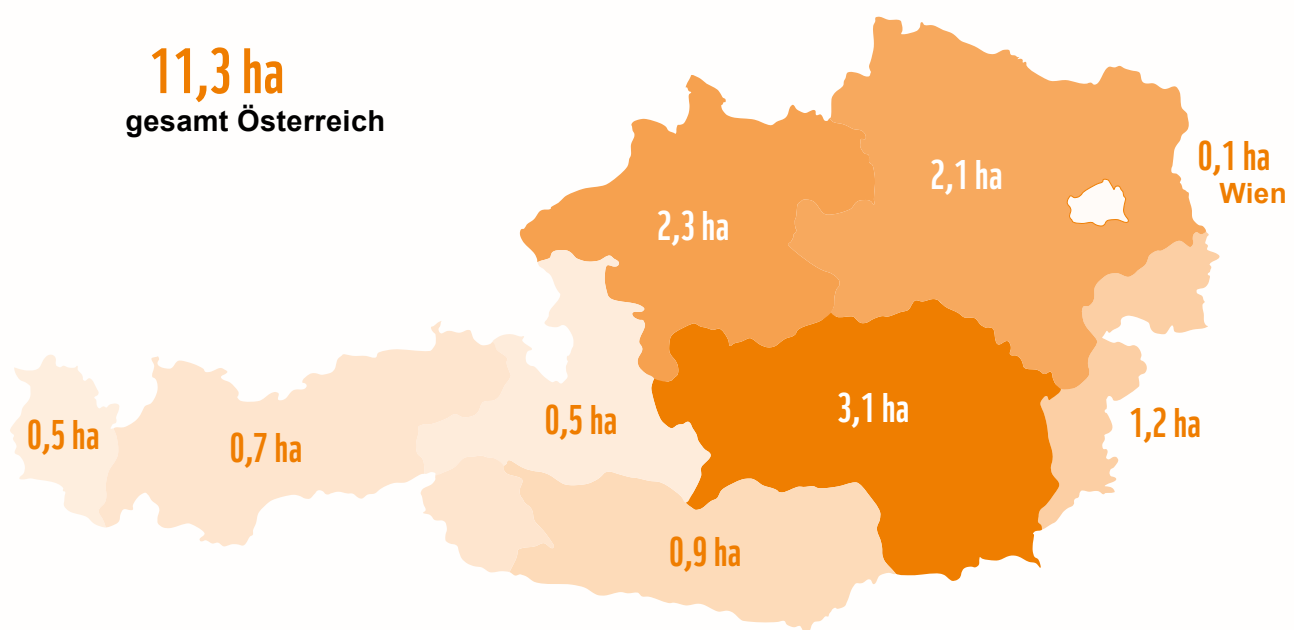 11,3 ha
gesamt Österreich
0,1 ha
Wien
2,1 ha
2,3 ha
3,1 ha
1,2 ha
0,5 ha
0,5 ha
0,7 ha
0,9 ha